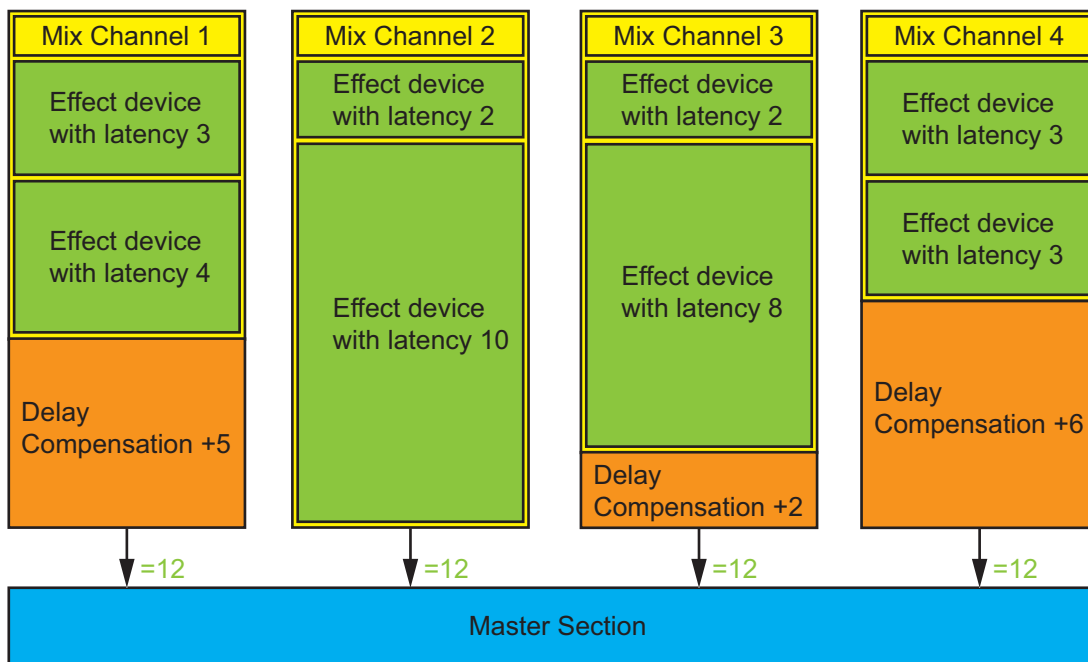 Mix Channel 1
Effect device
with latency 3
Effect device
with latency 4
Delay
Compensation +5
=12
Mix Channel 2
Effect device
with latency 2
Effect device
with latency 10
=12
Mix Channel 3
Effect device
with latency 2
Effect device
with latency 8
Delay
Compensation +2
=12
Mix Channel 4
Effect device
with latency 3
Effect device
with latency 3
Delay
Compensation +6
=12
Master Section